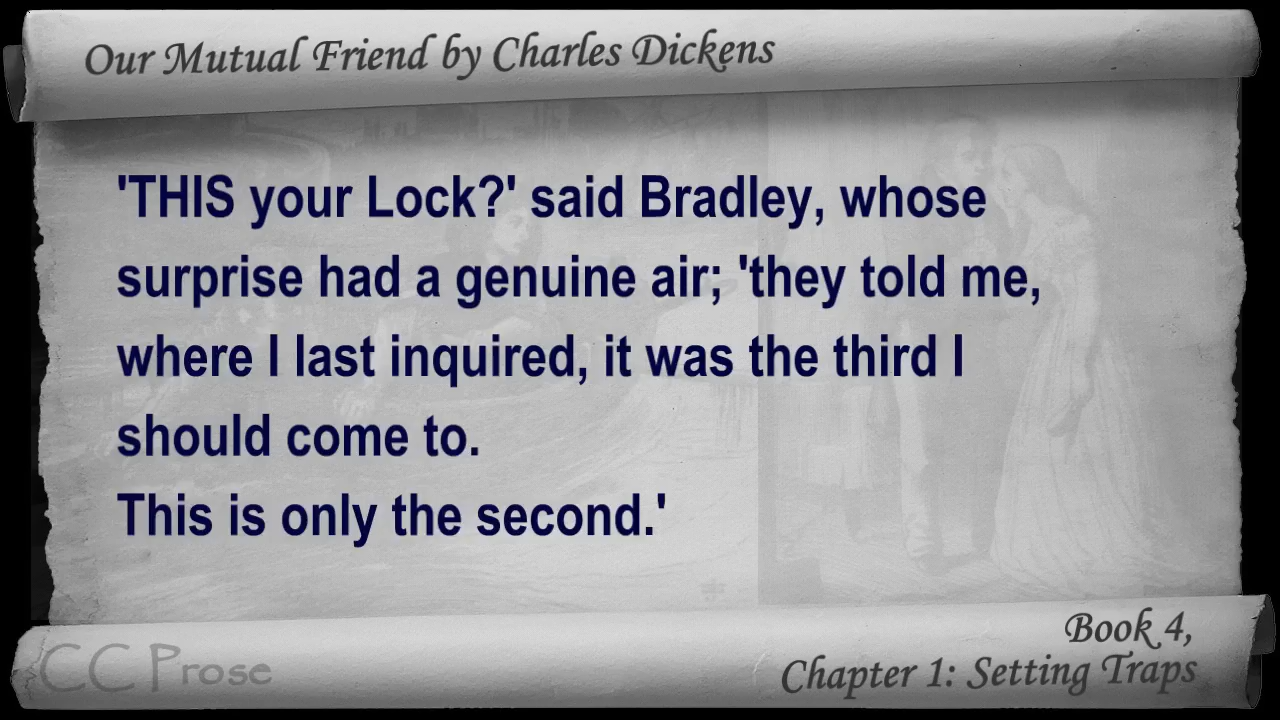 Our Mutual Friend by Charles Dickens
'THIS your Lock?' said Bradley, whose
surprise had a genuine air; 'they told me,
where I last inquired, it was the third I
should come to.
This is only the second.'
Book 4,
Chapter 1: Setting Traps
CC Prose